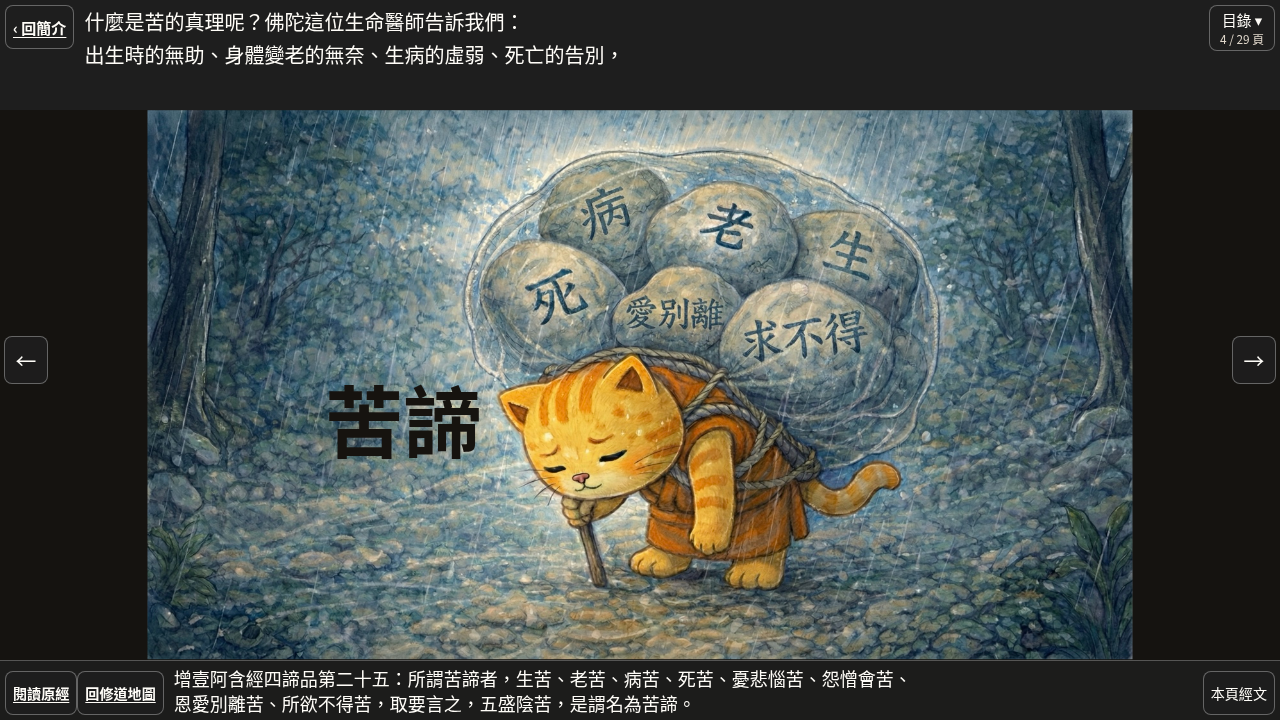 ‹ 回簡介
什麼是苦的真理呢？佛陀這位生命醫師告訴我們：
出生時的無助、身體變老的無奈、生病的虛弱、死亡的告別，
目錄 ▾
4 / 29 頁
病
老
生
死
愛別離
求不得
苦諦
←
→
閱讀原經
回修道地圖
增壹阿含經四諦品第二十五：所謂苦諦者，生苦、老苦、病苦、死苦、憂悲惱苦、怨憎會苦、
恩愛別離苦、所欲不得苦，取要言之，五盛陰苦，是謂名為苦諦。
本頁經文